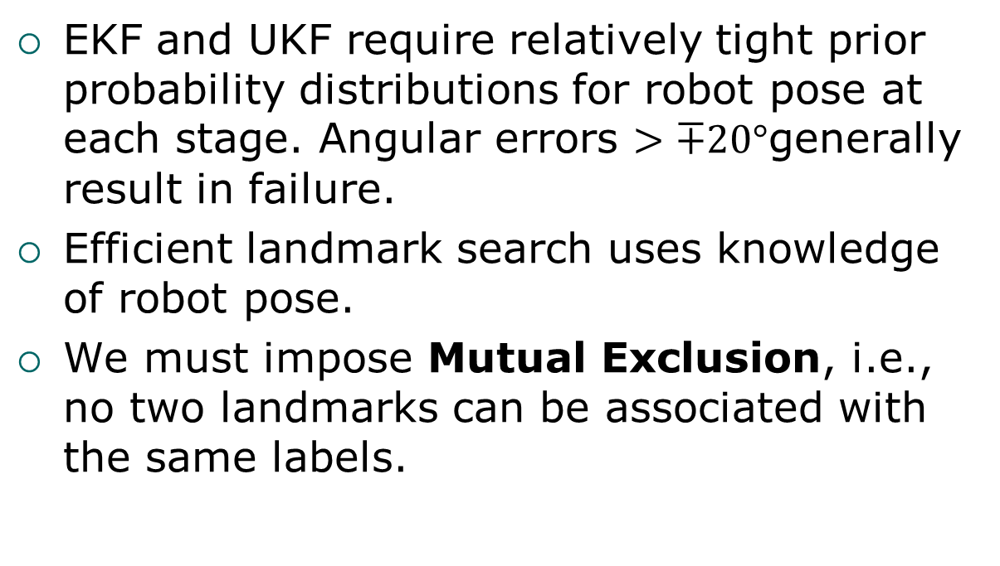 ○ EKF and UKF require relatively tight prior
probability distributions for robot pose at
each stage. Angular errors > ∓20°generally
result in failure.
○ Efficient landmark search uses knowledge
of robot pose.
○ We must impose Mutual Exclusion, i.e.,
no two landmarks can be associated with
the same labels.